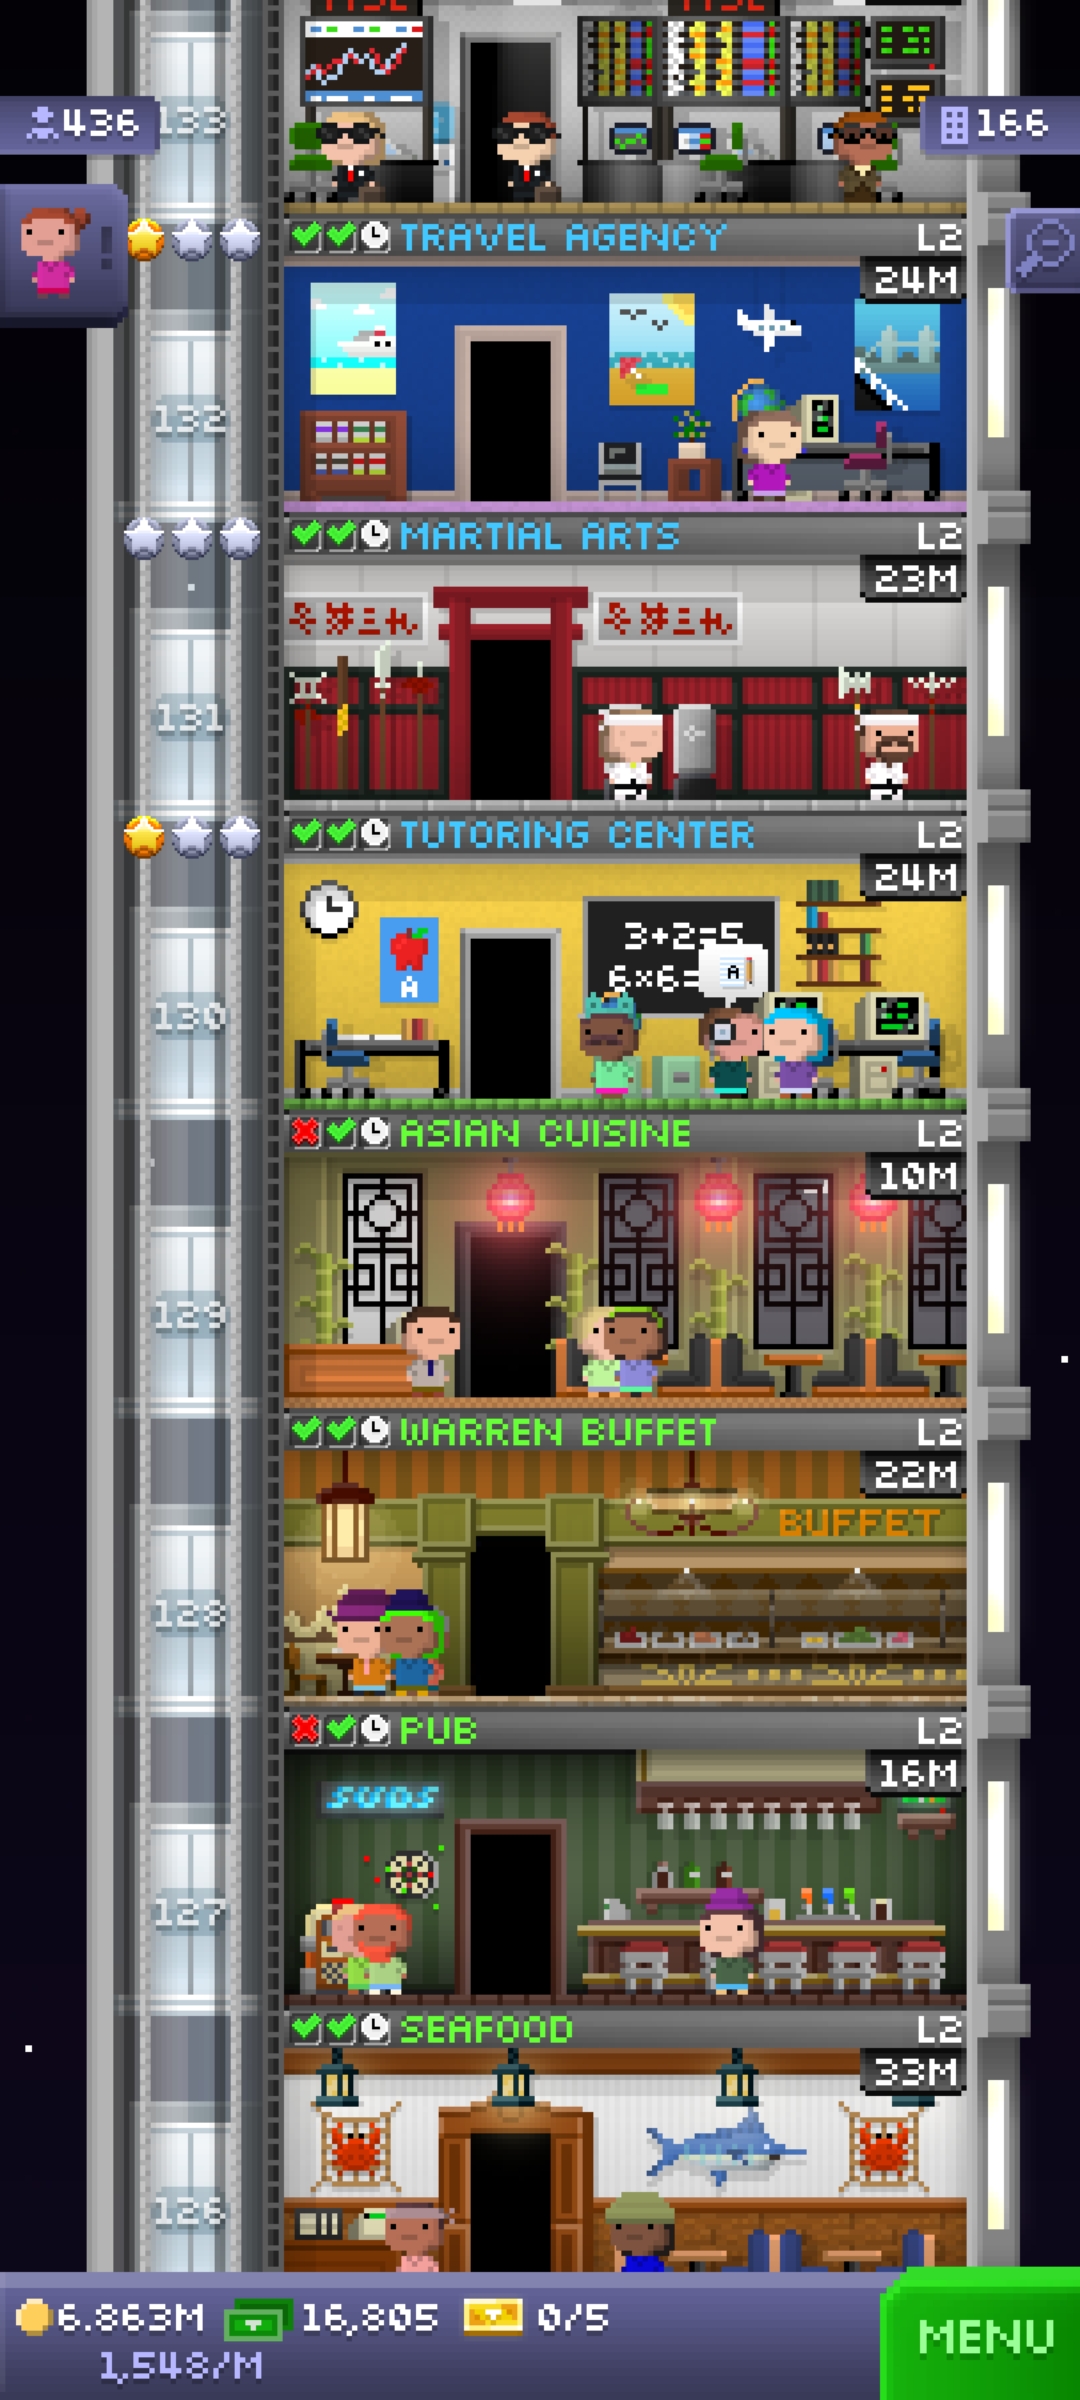 436
133
166
TRAVEL AGENCY L2
24M
132
MARTIAL ARTS L2
23M
131
TUTORING CENTER L2
24M
3+2=5
6×6=
A
A
130
ASIAN CUISINE L2
10M
129
WARREN BUFFET L2
22M
BUFFET
128
PUB L2
16M
SUDS
127
SEAFOOD L2
33M
126
6.863M 16,805 0/5
MENU
1,548/M